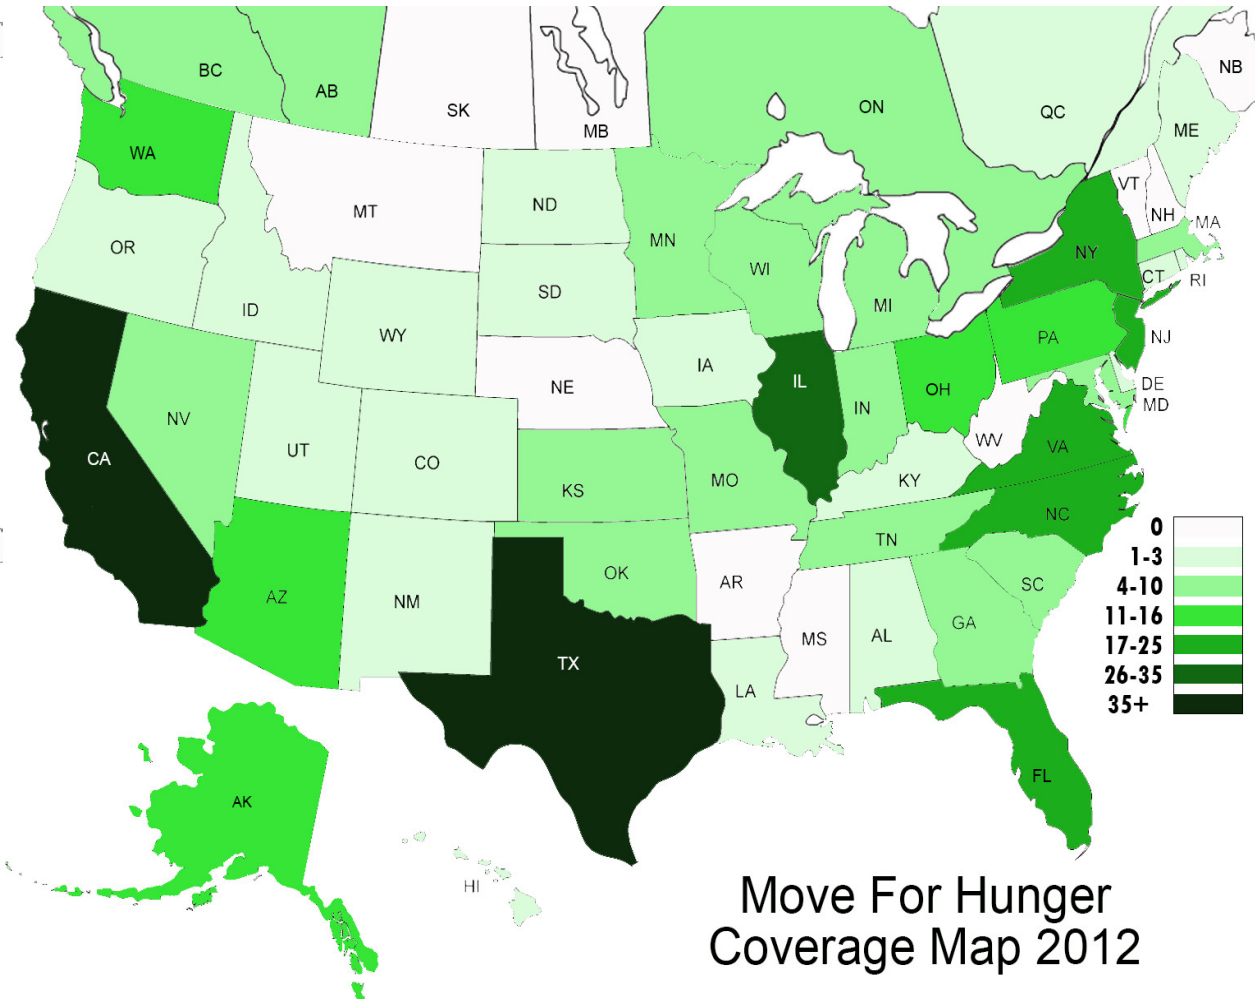 BC
AB
SK
MB
ON
QC
NB
WA
MT
ND
MN
ME
VT
NH
MA
OR
ID
WY
SD
WI
MI
NY
CT
RI
NV
UT
CO
NE
IA
IL
IN
OH
PA
NJ
DE
MD
CA
KS
MO
KY
WV
VA
AZ
NM
OK
AR
TN
NC
SC
TX
LA
MS
AL
GA
FL
AK
HI
0
1-3
4-10
11-16
17-25
26-35
35+
Move For Hunger
Coverage Map 2012